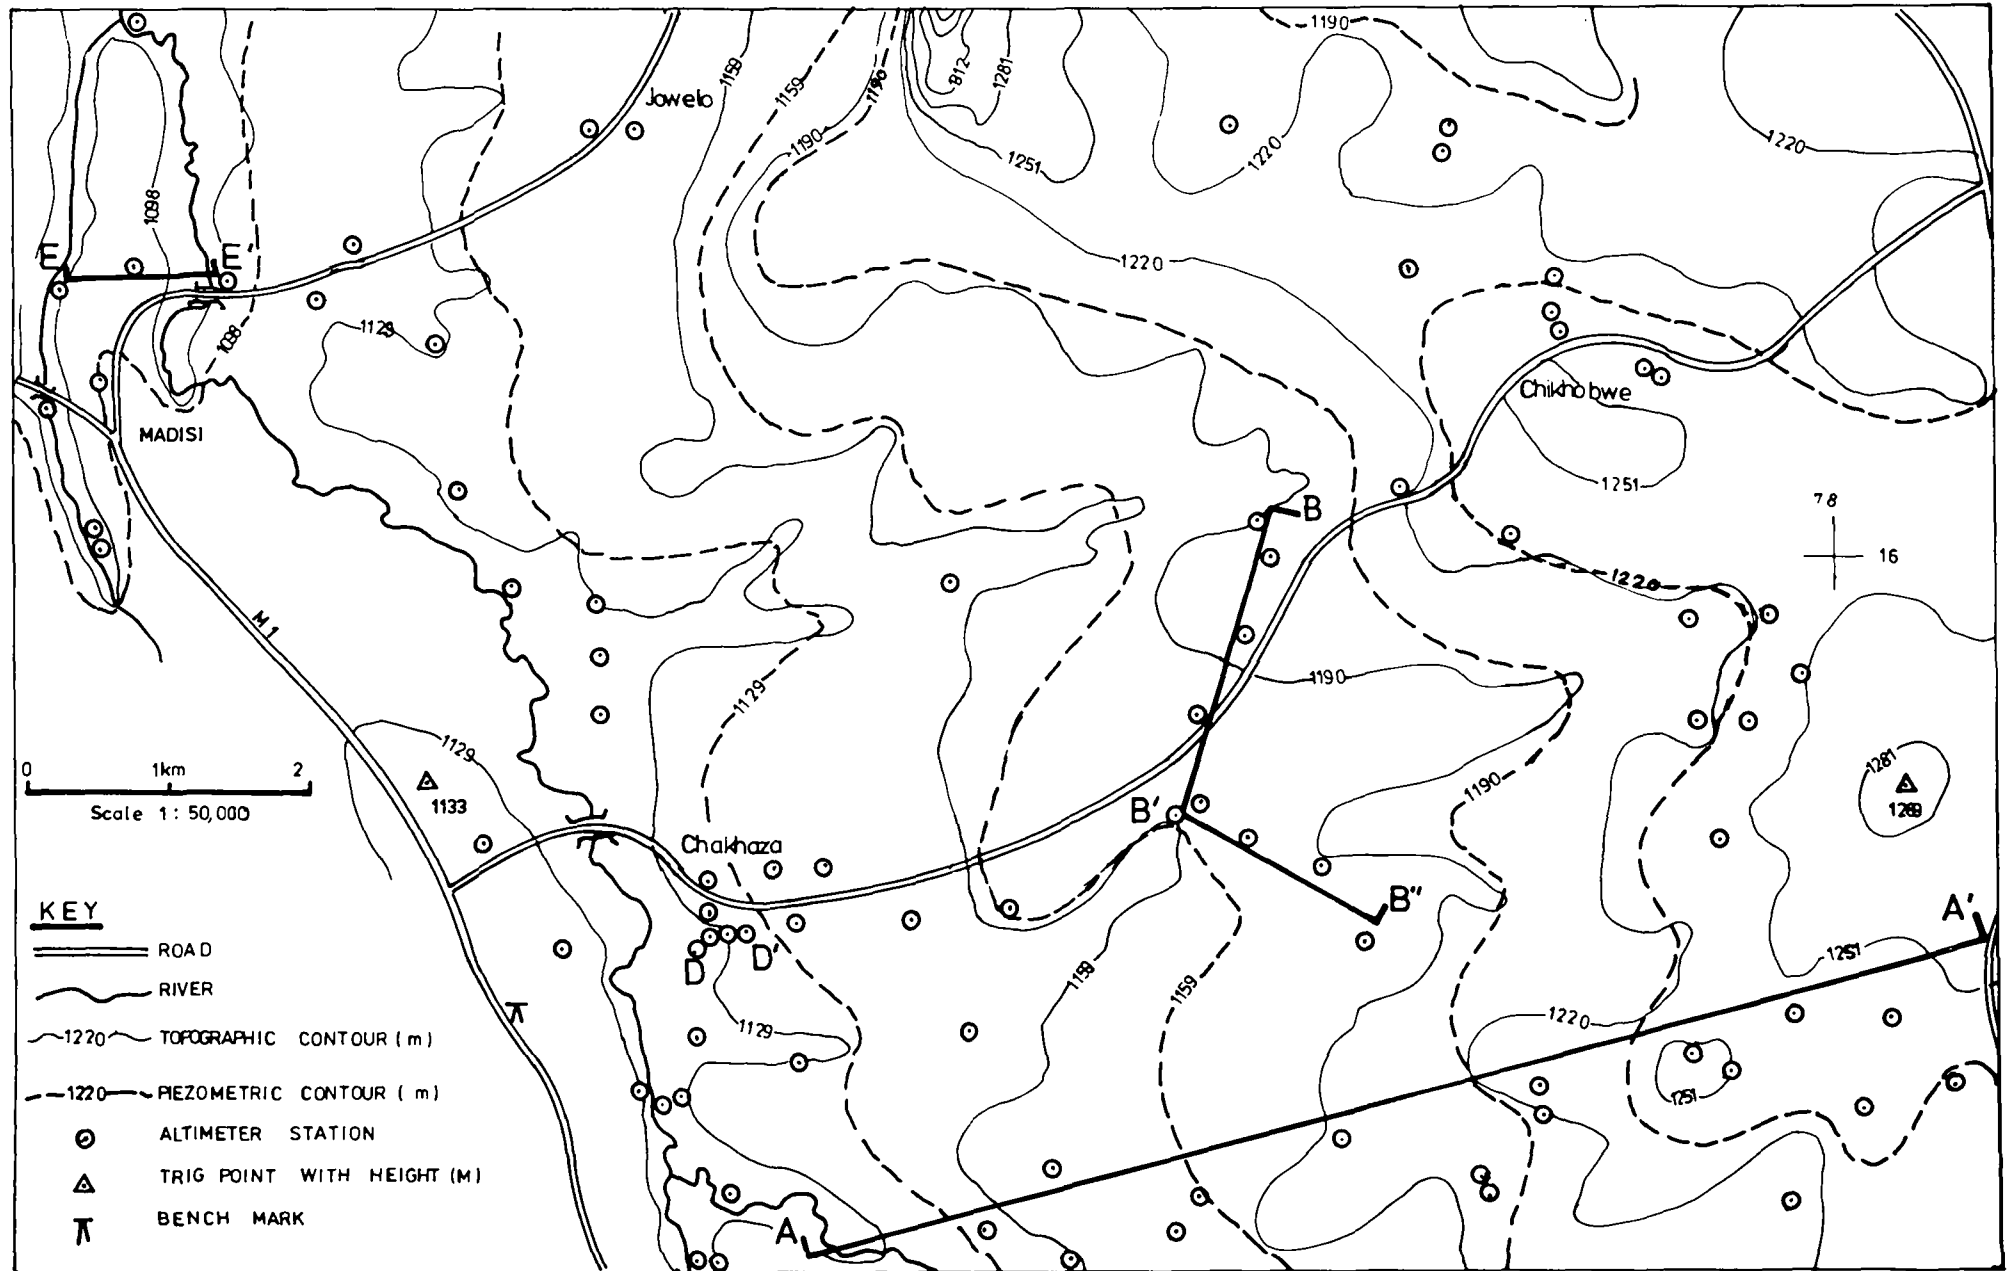 1190
Jowelo
1159
1159
1190
812
1281
1190
1251
1220
1220
1098
E
E'
1220
1129
1098
MADISI
Chikhobwe
1251
B
78
16
1220
M1
1190
1129
1129
0 1km 2
Scale 1 : 50,000
1133
1190
1281
1289
B'
Chakhaza
B"
A'
KEY
ROAD
D
D'
1251
RIVER
1159
1159
1220
1220 TOPOGRAPHIC CONTOUR (m)
1129
1220 PIEZOMETRIC CONTOUR (m)
1251
ALTIMETER STATION
TRIG POINT WITH HEIGHT (M)
BENCH MARK
A